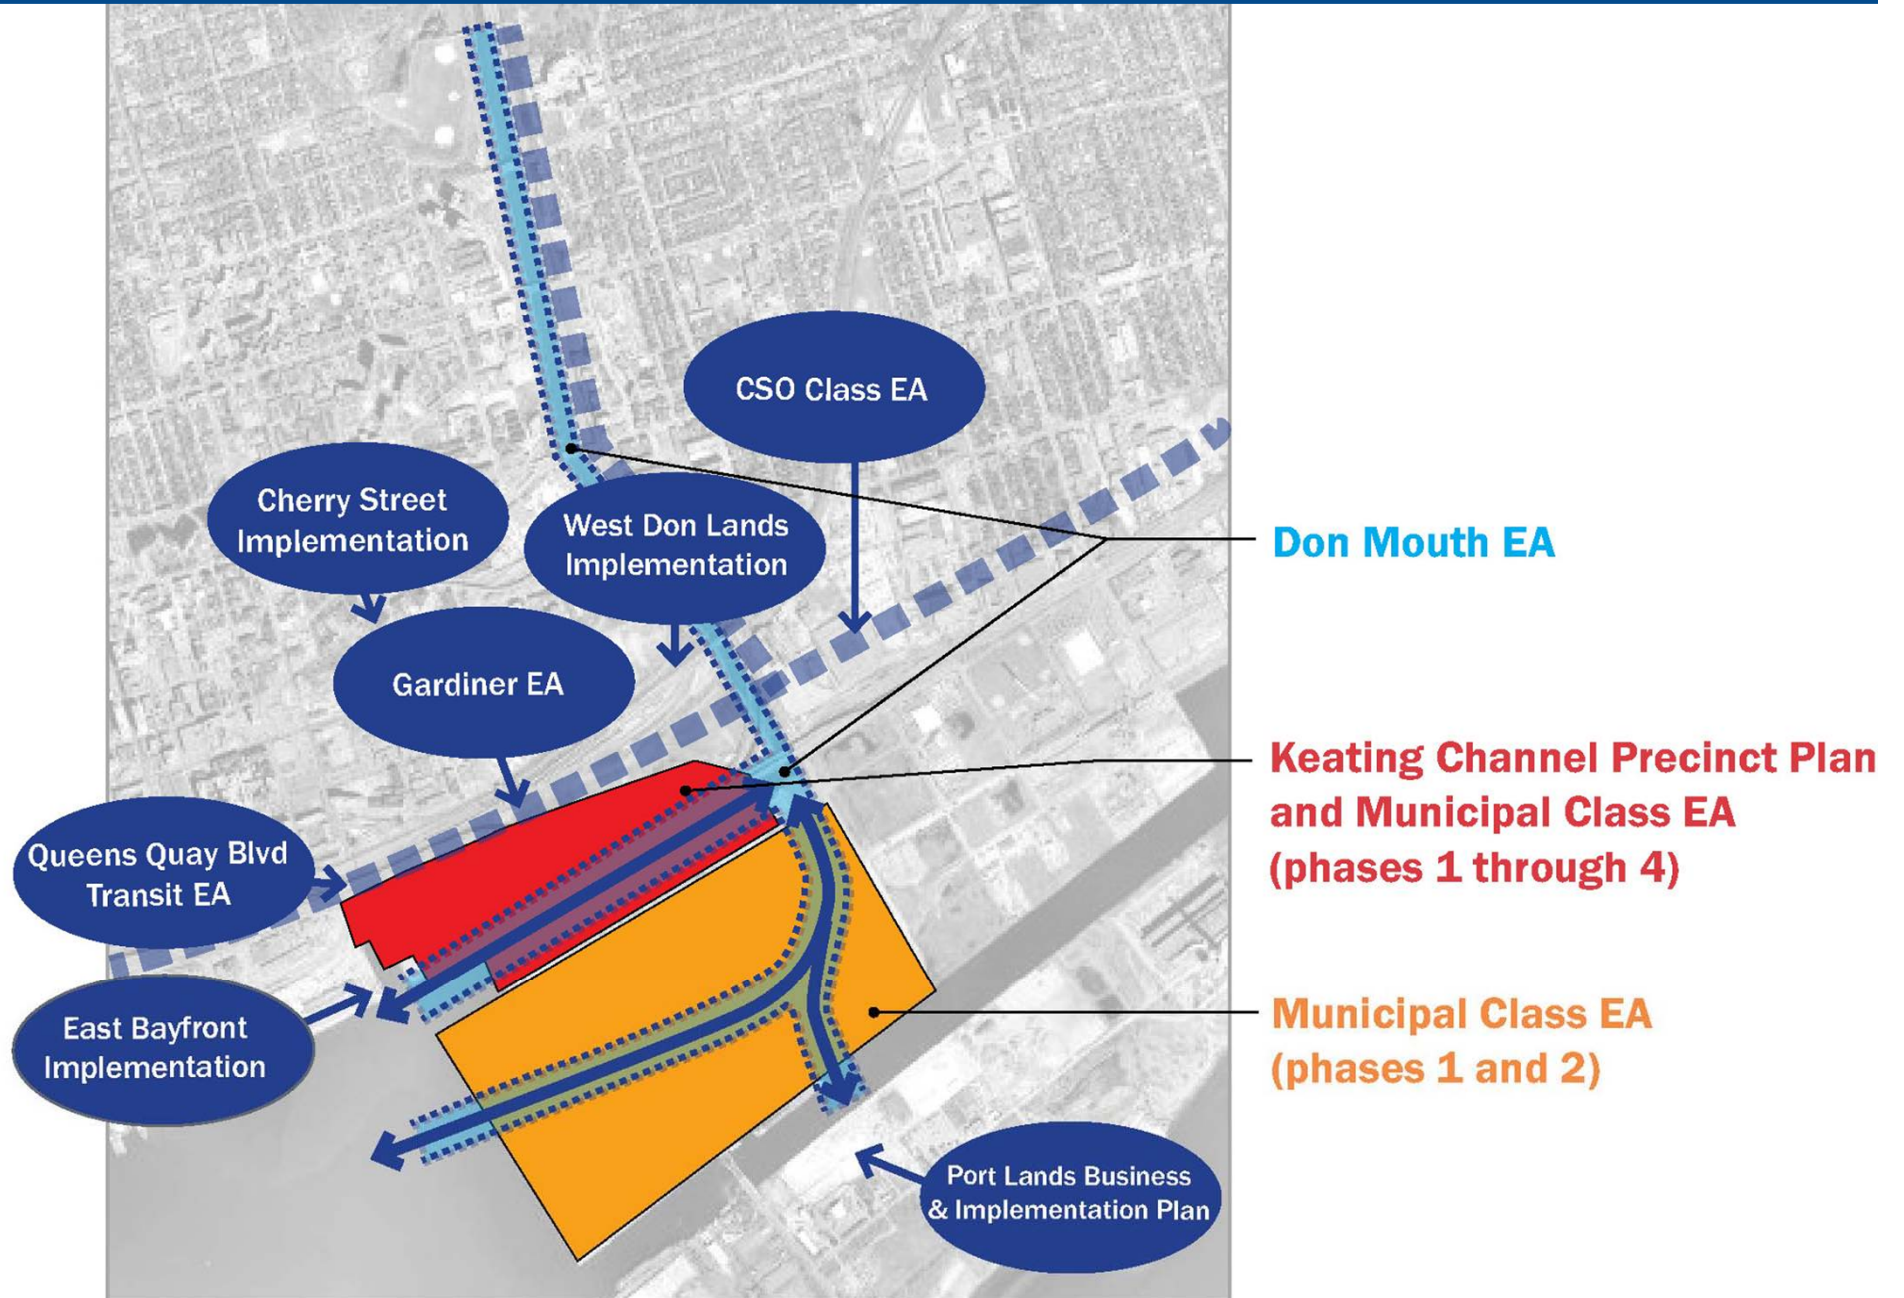 CSO Class EA
Cherry Street
Implementation
West Don Lands
Implementation
Don Mouth EA
Gardiner EA
Keating Channel Precinct Plan
and Municipal Class EA
(phases 1 through 4)
Queens Quay Blvd
Transit EA
East Bayfront
Implementation
Municipal Class EA
(phases 1 and 2)
Port Lands Business
& Implementation Plan